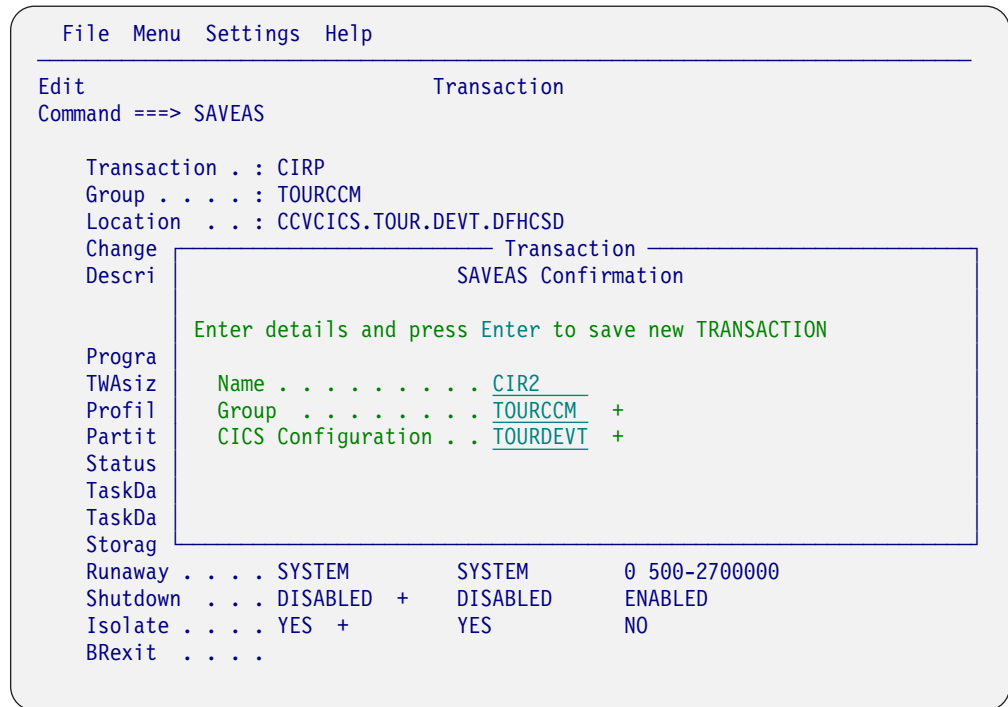 File  Menu  Settings  Help
Edit                             Transaction
Command ===> SAVEAS
Transaction . : CIRP
Group . . . . : TOURCCM
Location  . . : CCVCICS.TOUR.DEVT.DFHCSD
Change  Transaction
Descri  SAVEAS Confirmation
Enter details and press Enter to save new TRANSACTION
Progra
TWAsiz  Name . . . . . . . . . CIR2
Profil  Group  . . . . . . . . TOURCCM  +
Partit  CICS Configuration . . TOURDEVT  +
Status
TaskDa
TaskDa
Storag
Runaway . . . . SYSTEM         SYSTEM        0 500-2700000
Shutdown  . . . DISABLED  +    DISABLED     ENABLED
Isolate . . . . YES  +         YES           NO
BRexit  . . . .